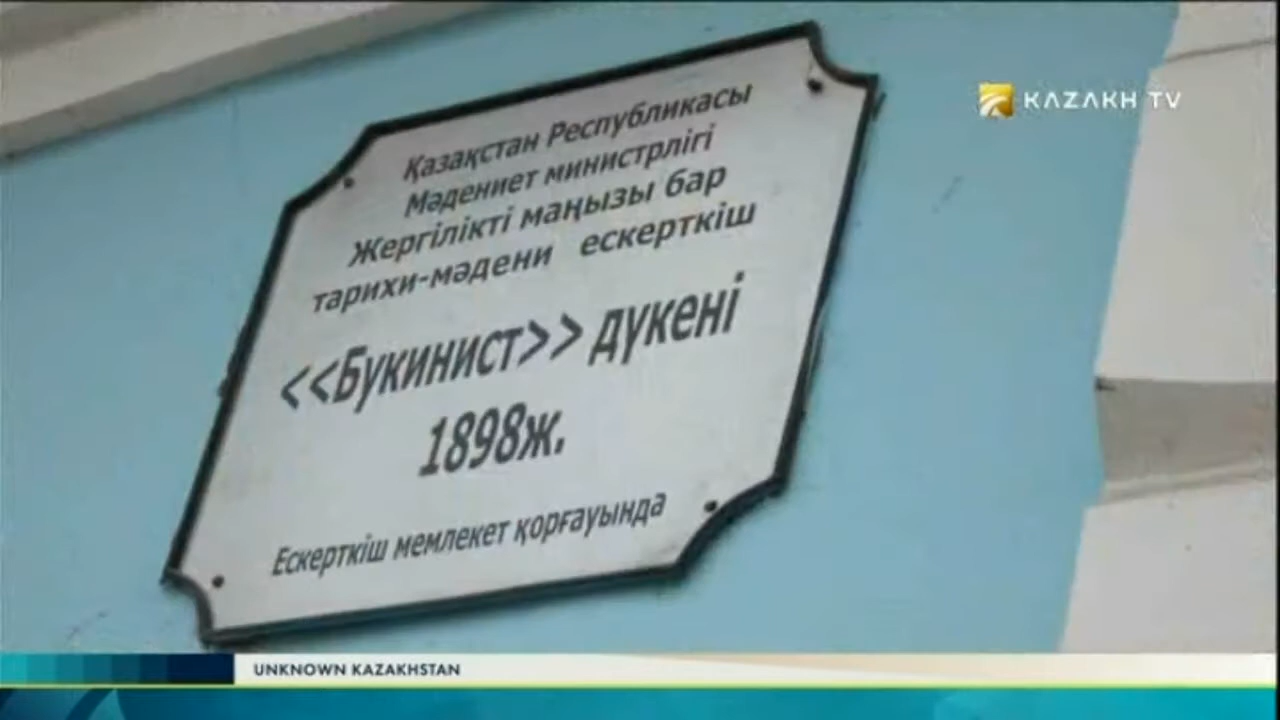 KAZAKH TV
Қазақстан Республикасы
Мәдениет министрлігі
Жергілікті маңызы бар
тарихи-мәдени ескерткіш
<<Букинист>> дүкені
1898ж.
Ескерткіш мемлекет қорғауында
UNKNOWN KAZAKHSTAN